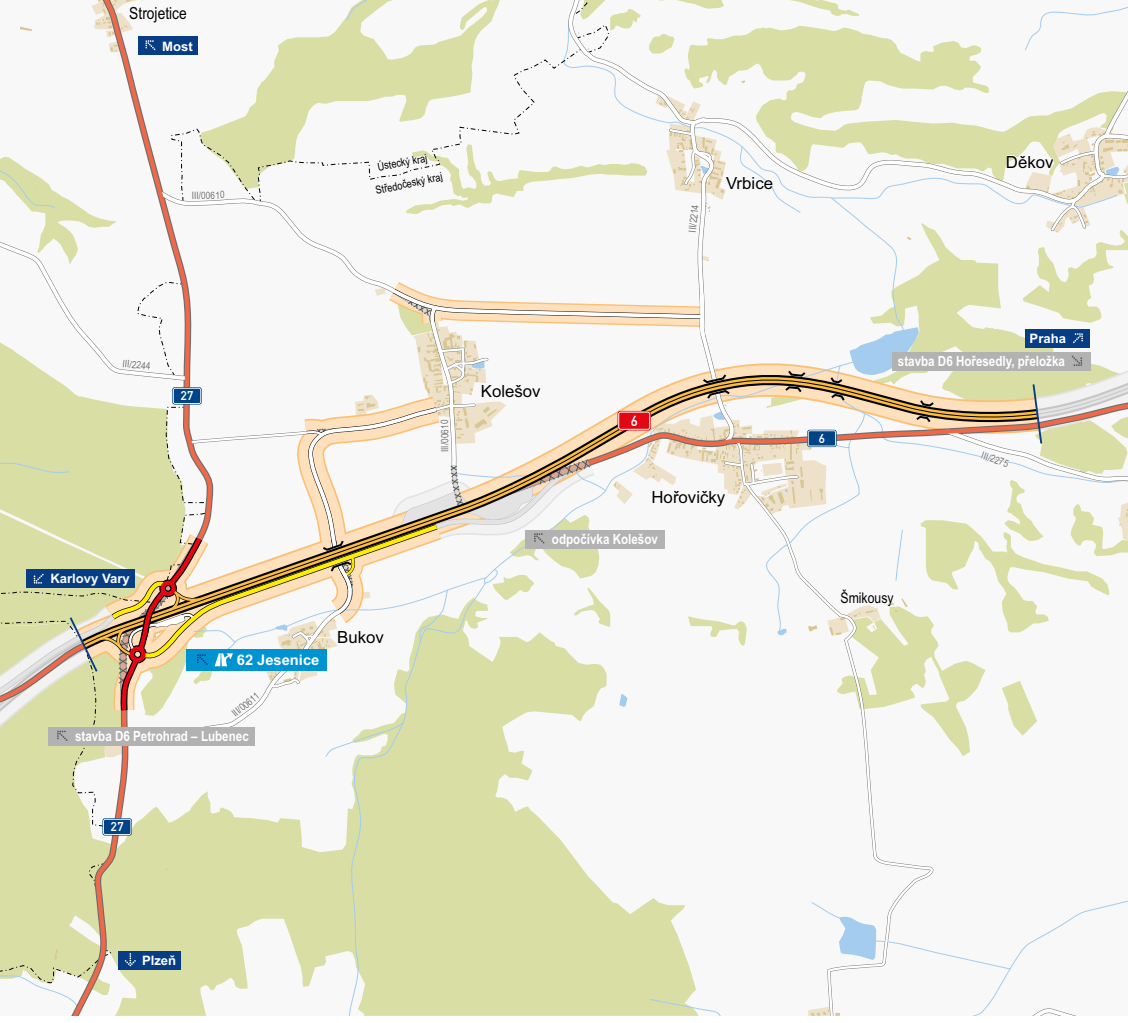 Strojetice
Most
Ústecký kraj
Středočeský kraj
Děkov
Vrbice
III/00610
III/2214
Praha
stavba D6 Hořesedly, přeložka
III/2244
27
Kolešov
6
6
III/00610
III/2275
Hořovičky
odpočívka Kolešov
Karlovy Vary
Šmikousy
Bukov
62 Jesenice
III/00611
stavba D6 Petrohrad – Lubenec
27
Plzeň